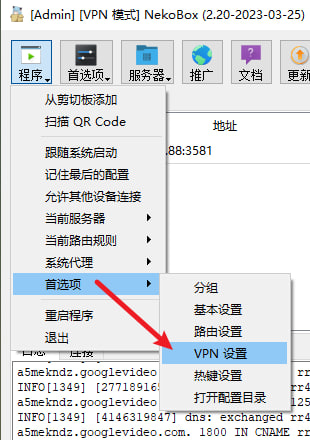 [Admin] [VPN 模式] NekoBox (2.20-2023-03-25)
程序 首选项 服务器 推广 文档 更新
从剪切板添加
扫描 QR Code
地址
跟随系统启动
.88:3581
记住最后的配置
允许其他设备连接
当前服务器
当前路由规则
系统代理
首选项
分组
重启程序
基本设置
退出
路由设置
VPN 设置
日志 连接
热键设置
a5mekndz.googlevideo
INFO[1349] [277189165
打开配置目录
rr4
a5mekndz.googlevideo
INFO[1349] [4146319847] dns: exchanged rr4
a5mekndz.googlevideo.com. 1800 IN CNAME rr